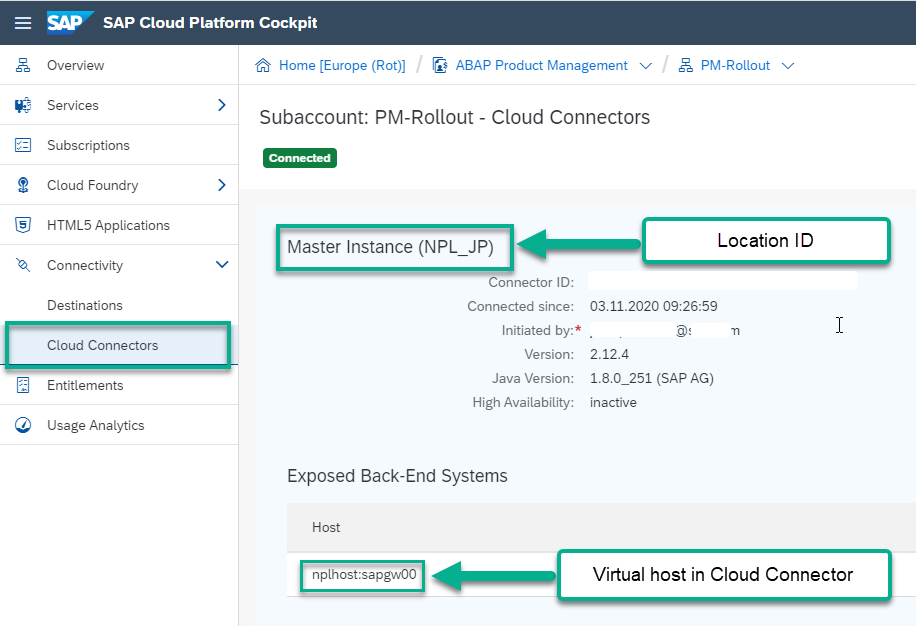 SAP SAP Cloud Platform Cockpit
Overview
Services
Subscriptions
Cloud Foundry
HTML5 Applications
Connectivity
Destinations
Cloud Connectors
Entitlements
Usage Analytics
Home [Europe (Rot)] / ABAP Product Management / PM-Rollout
Subaccount: PM-Rollout - Cloud Connectors
Connected
Master Instance (NPL_JP)
Location ID
Connector ID:
Connected since: 03.11.2020 09:26:59
Initiated by:* @
Version: 2.12.4
Java Version: 1.8.0_251 (SAP AG)
High Availability: inactive
Exposed Back-End Systems
Host
nplhost:sapgw00
Virtual host in Cloud Connector